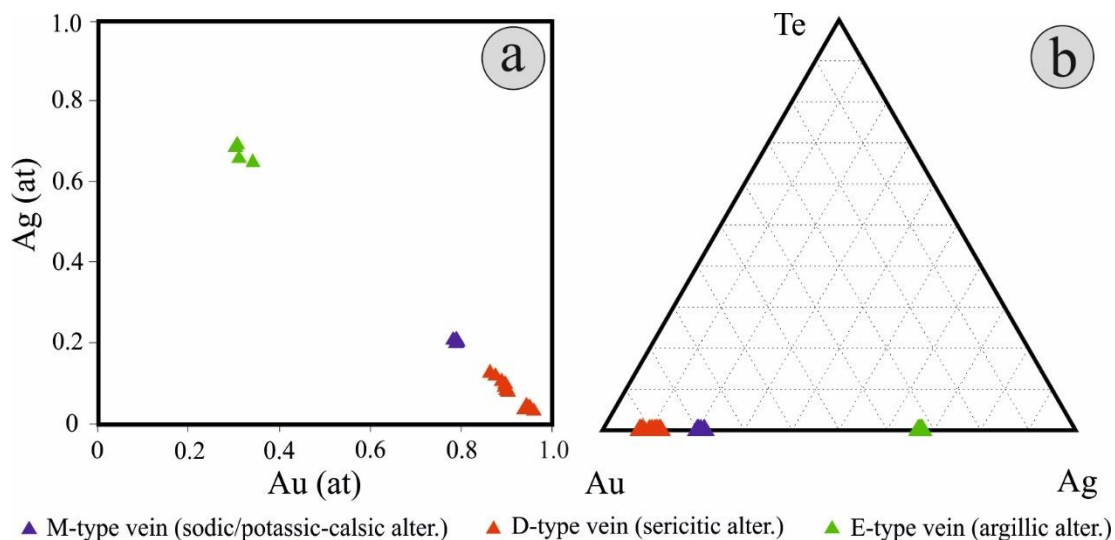 a
1.0
0.8
0.6
0.4
0.2
0
Ag (at)
0 0.2 0.4 0.6 0.8 1.0
Au (at)
b
Te
Au
Ag
M-type vein (sodic/potassic-calsic alter.) D-type vein (sericitic alter.) E-type vein (argillic alter.)